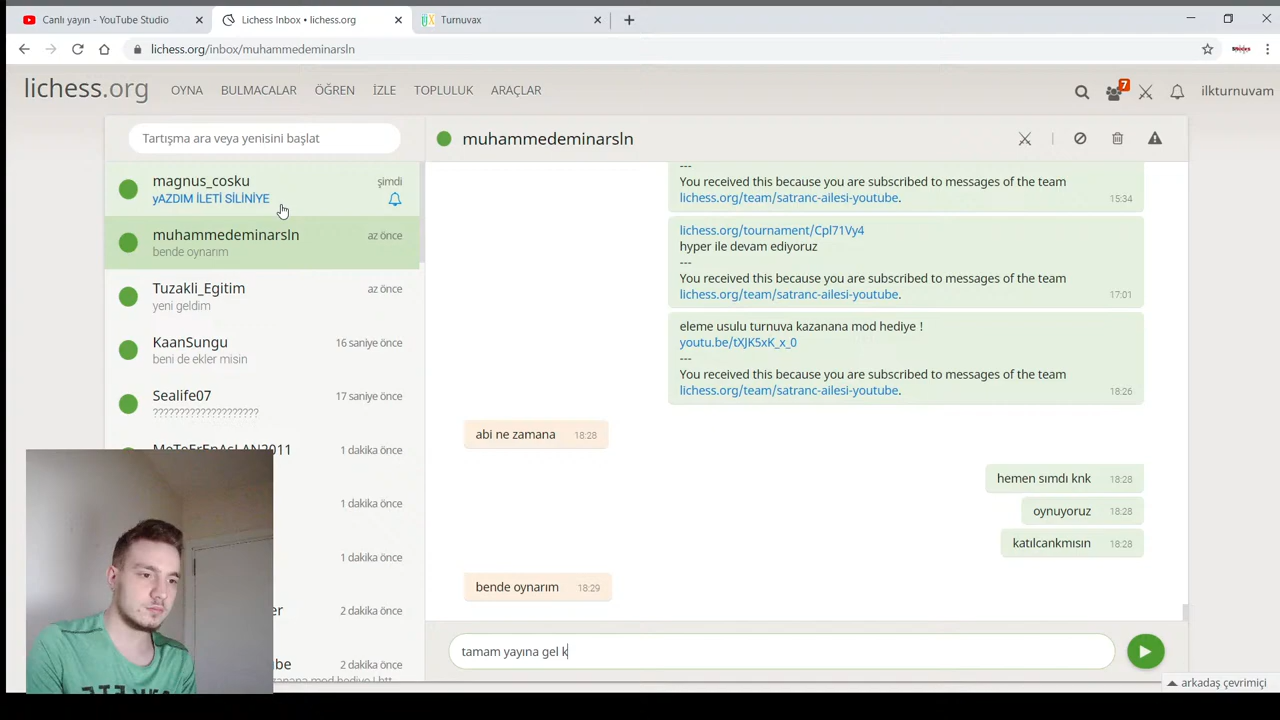 Canlı yayın - YouTube Studio
Lichess Inbox • lichess.org
Turnuvax
lichess.org/inbox/muhammedeminarsln
lichess.org
OYNA
BULMACALAR
ÖĞREN
İZLE
TOPLULUK
ARAÇLAR
7
ilkturnuvam
Tartışma ara veya yenisini başlat
magnus_cosku
şimdi
yAZDIM İLETİ SİLİNİYE
muhammedeminarsln
az önce
bende oynarım
Tuzakli_Egitim
az önce
yeni geldim
KaanSungu
16 saniye önce
beni de ekler misin
Sealife07
17 saniye önce
????????????????????
1 dakika önce
1 dakika önce
1 dakika önce
2 dakika önce
2 dakika önce
muhammedeminarsln
---
You received this because you are subscribed to messages of the team
lichess.org/team/satranc-ailesi-youtube.
15:34
lichess.org/tournament/Cpl71Vy4
hyper ile devam ediyoruz
---
You received this because you are subscribed to messages of the team
lichess.org/team/satranc-ailesi-youtube.
17:01
eleme usulu turnuva kazanana mod hediye !
youtu.be/tXJK5xK_x_0
---
You received this because you are subscribed to messages of the team
lichess.org/team/satranc-ailesi-youtube.
18:26
abi ne zamana 18:28
hemen sımdı knk 18:28
oynuyoruz 18:28
katılcankmısın 18:28
bende oynarım 18:29
tamam yayına gel k
arkadaş çevrimiçi